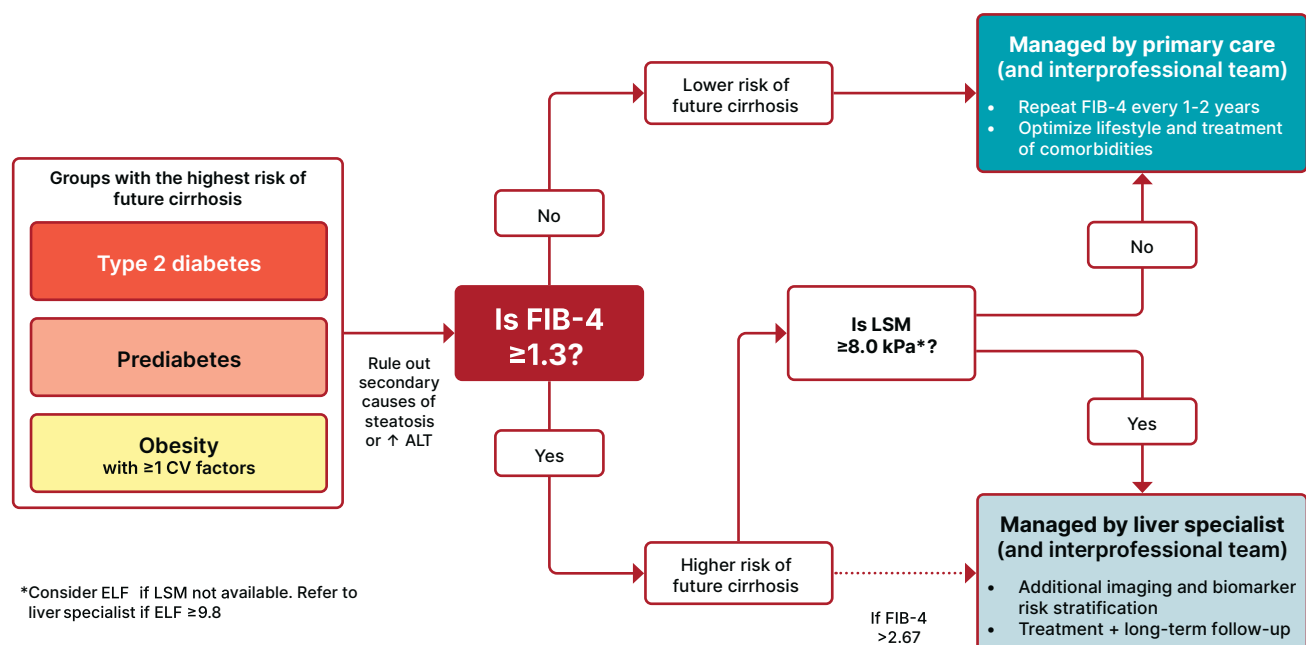 Groups with the highest risk of
future cirrhosis
Type 2 diabetes
Prediabetes
Obesity
with ≥1 CV factors
*Consider ELF if LSM not available. Refer to
liver specialist if ELF ≥9.8
Rule out
secondary
causes of
steatosis
or ↑ ALT
Is FIB-4
≥1.3?
No
Yes
Lower risk of
future cirrhosis
Higher risk of
future cirrhosis
If FIB-4
>2.67
Is LSM
≥8.0 kPa*?
No
Yes
Managed by primary care
(and interprofessional team)
• Repeat FIB-4 every 1-2 years
• Optimize lifestyle and treatment
of comorbidities
Managed by liver specialist
(and interprofessional team)
• Additional imaging and biomarker
risk stratification
• Treatment + long-term follow-up